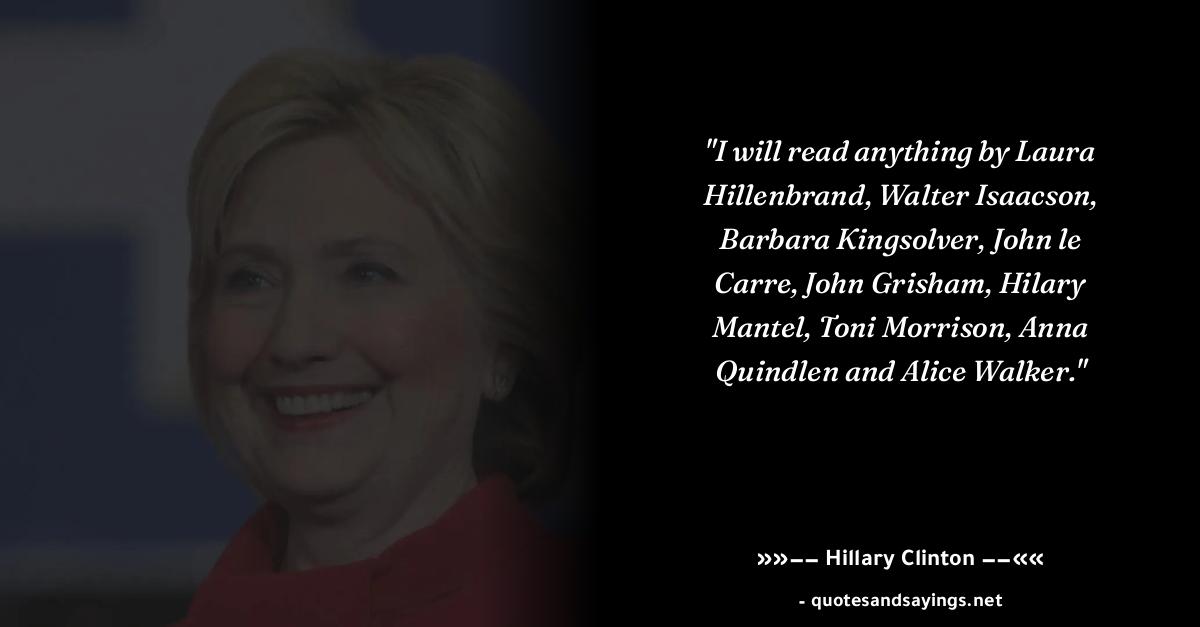 "I will read anything by Laura
Hillenbrand, Walter Isaacson,
Barbara Kingsolver, John le
Carre, John Grisham, Hilary
Mantel, Toni Morrison, Anna
Quindlen and Alice Walker."
»»–– Hillary Clinton ––««
- quotesandsayings.net